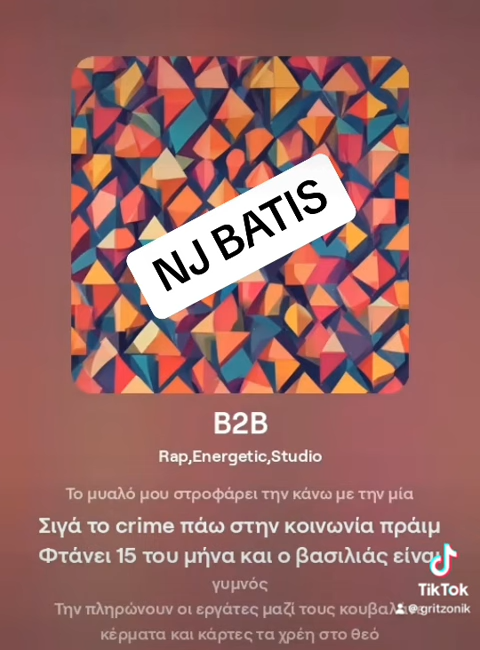 NJ BATIS
B2B
Rap,Energetic,Studio
Το μυαλό μου στροφάρει την κάνω με την μία
Σιγά το crime πάω στην κοινωνία πράιμ
Φτάνει 15 του μήνα και ο βασιλιάς είναι
γυμνός
Την πληρώνουν οι εργάτες μαζί τους
κέρματα και κάρτες τα χρέη στο θεό
TikTok
@gritzonik